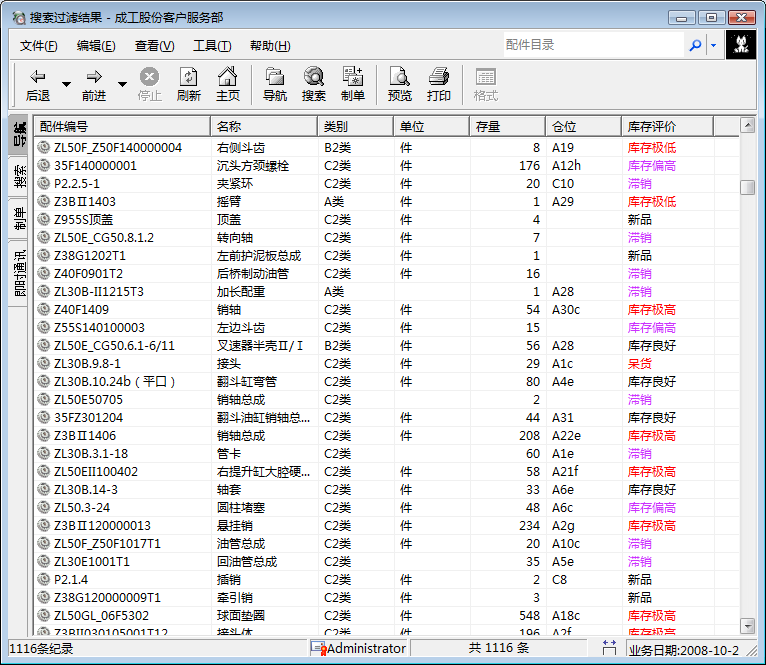 搜索过滤结果 - 成工股份客户服务部
文件(F) 编辑(E) 查看(V) 工具(T) 帮助(H) 配件目录
后退 前进 停止 刷新 主页 导航 搜索 制单 预览 打印 格式
导航
搜索
制单
即时通讯
配件编号 名称 类别 单位 存量 仓位 库存评价
ZL50F_Z50F140000004 右侧斗齿 B2类 件 8 A19 库存极低
35F140000001 沉头方颈螺栓 C2类 件 176 A12h 库存偏高
P2.2.5-1 夹紧环 C2类 件 20 C10 滞销
Z3BⅡ1403 摇臂 A类 件 1 A29 库存极低
Z955S顶盖 顶盖 C2类 件 4 新品
ZL50E_CG50.8.1.2 转向轴 C2类 件 7 滞销
Z38G1202T1 左前护泥板总成 C2类 件 1 新品
Z40F0901T2 后桥制动油管 C2类 件 16 滞销
ZL30B-II1215T3 加长配重 A类 1 A28 滞销
Z40F1409 销轴 C2类 件 54 A30c 库存极高
Z55S140100003 左边斗齿 C2类 件 15 库存偏高
ZL50E_CG50.6.1-6/11 叉速器半壳Ⅱ/Ⅰ B2类 件 56 A28 库存良好
ZL30B.9.8-1 接头 C2类 件 29 A1c 呆货
ZL30B.10.24b（平口） 翻斗缸弯管 C2类 件 80 A4e 库存良好
ZL50E50705 销轴总成 C2类 2 滞销
35FZ301204 翻斗油缸销轴总... C2类 件 44 A31 库存良好
Z3BⅡ1406 销轴总成 C2类 件 208 A22e 库存极高
ZL30B.3.1-18 管卡 C2类 60 A1e 滞销
ZL50EII100402 右提升缸大腔硬... C2类 件 58 A21f 库存极高
ZL30B.14-3 轴套 C2类 件 33 A6e 库存良好
ZL50.3-24 圆柱堵塞 C2类 件 48 A6c 库存偏高
Z3BⅡ120000013 悬挂销 C2类 件 234 A2g 库存极高
ZL50F_Z50F1017T1 油管总成 C2类 件 20 A10c 滞销
ZL30E1001T1 回油管总成 C2类 35 A5e 滞销
P2.1.4 插销 C2类 件 2 C8 新品
Z38G120000009T1 牵引销 C2类 件 3 新品
ZL50GL_06F5302 球面垫圈 C2类 件 548 A18c 库存极高
Z3BII030105001T12 接头体 C2类 件 196 A2f 库存极高
1116条纪录 Administrator 共 1116 条 业务日期:2008-10-2